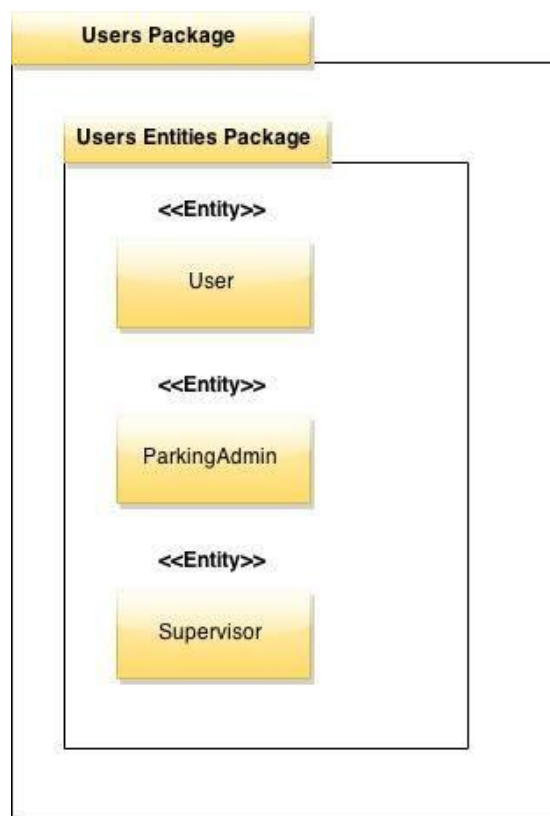 Users Package
Users Entities Package
<<Entity>>
User
<<Entity>>
ParkingAdmin
<<Entity>>
Supervisor